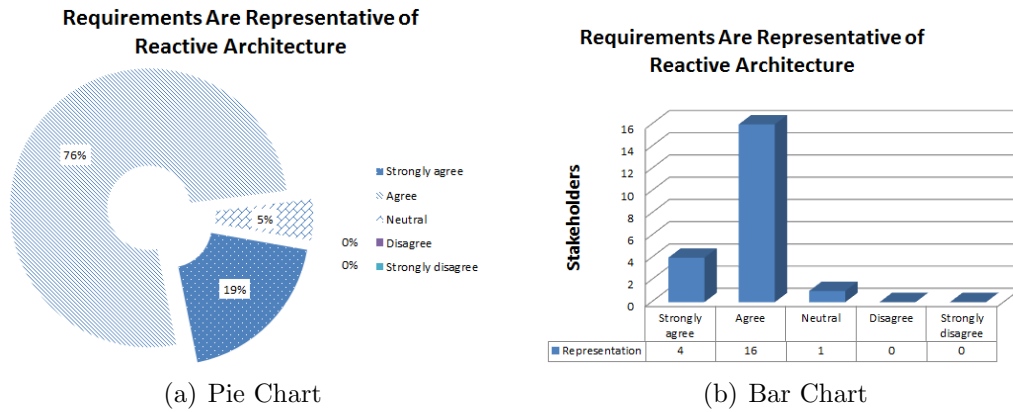 Requirements Are Representative of
Reactive Architecture
76%
5%
0%
0%
19%
Strongly agree
Agree
Neutral
Disagree
Strongly disagree
(a) Pie Chart
Requirements Are Representative of
Reactive Architecture
Stakeholders
16
14
12
10
8
6
4
2
0
Strongly agree Agree Neutral Disagree Strongly disagree
Representation 4 16 1 0 0
(b) Bar Chart